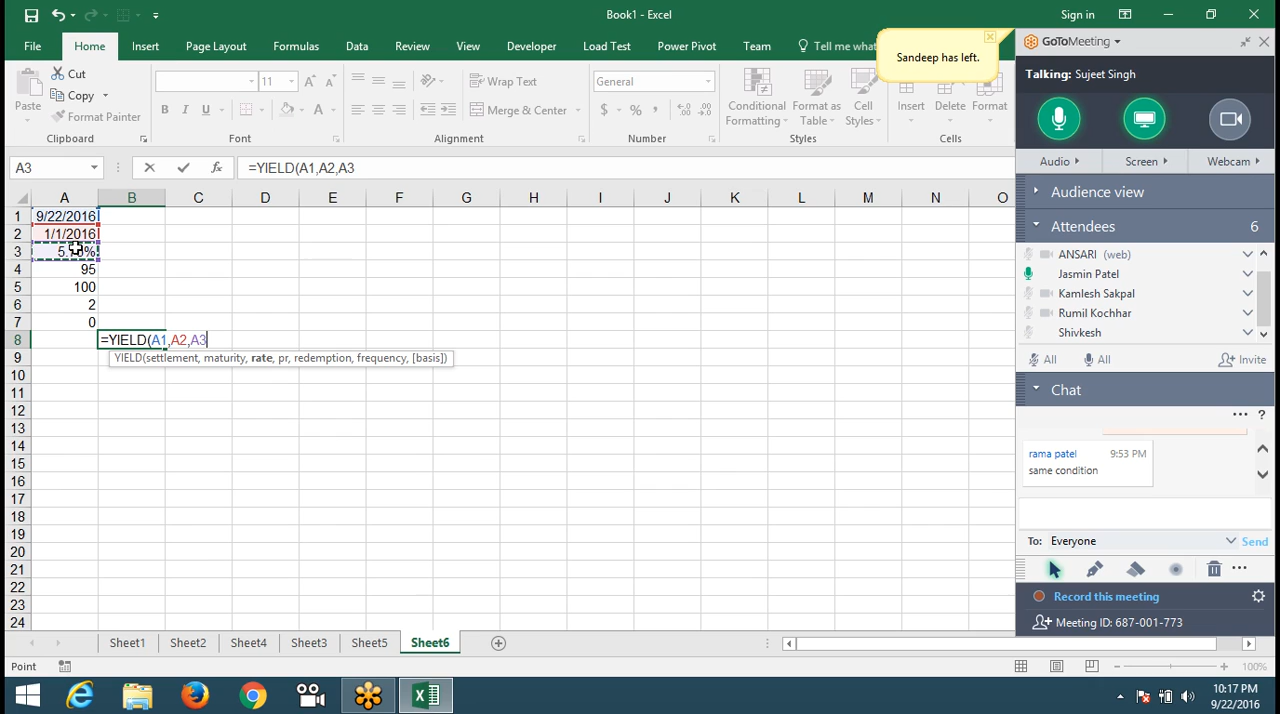 Book1 - Excel
Sign in
File
Home
Insert
Page Layout
Formulas
Data
Review
View
Developer
Load Test
Power Pivot
Team
Tell me what
Sandeep has left.
Cut
Copy
Format Painter
Paste
Clipboard
11
B I U
Font
Wrap Text
Merge & Center
Alignment
General
$ % ,
Number
Conditional Formatting
Format as Table
Cell Styles
Styles
Insert
Delete
Format
Cells
A3
fx
=YIELD(A1,A2,A3
A B C D E F G H I J K L M N O
1 9/22/2016
2 1/1/2016
3
4 95
5 100
6 2
7 0
8 =YIELD(A1,A2,A3
9 YIELD(settlement, maturity, rate, pr, redemption, frequency, [basis])
10
11
12
13
14
15
16
17
18
19
20
21
22
23
24
Sheet1
Sheet2
Sheet4
Sheet3
Sheet5
Sheet6
Point
100%
GoToMeeting
Talking: Sujeet Singh
Audio
Screen
Webcam
Audience view
Attendees 6
ANSARI (web)
Jasmin Patel
Kamlesh Sakpal
Rumil Kochhar
Shivkesh
All
All
Invite
Chat
?
rama patel 9:53 PM
same condition
To: Everyone
Send
Record this meeting
Meeting ID: 687-001-773
10:17 PM
9/22/2016